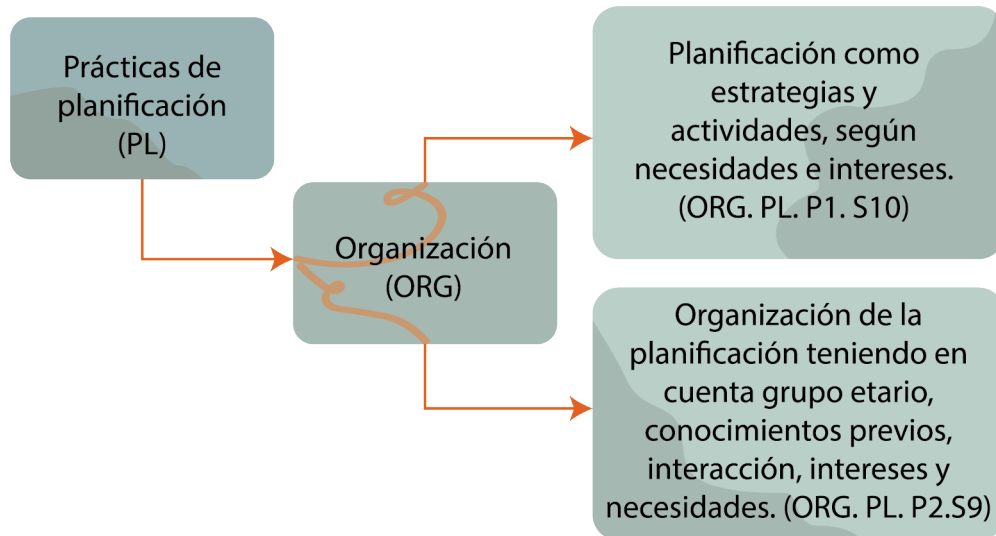 Prácticas de
planificación
(PL)
Organización
(ORG)
Planificación como
estrategias y
actividades, según
necesidades e intereses.
(ORG. PL. P1. S10)
Organización de la
planificación teniendo en
cuenta grupo etario,
conocimientos previos,
interacción, intereses y
necesidades. (ORG. PL. P2.S9)